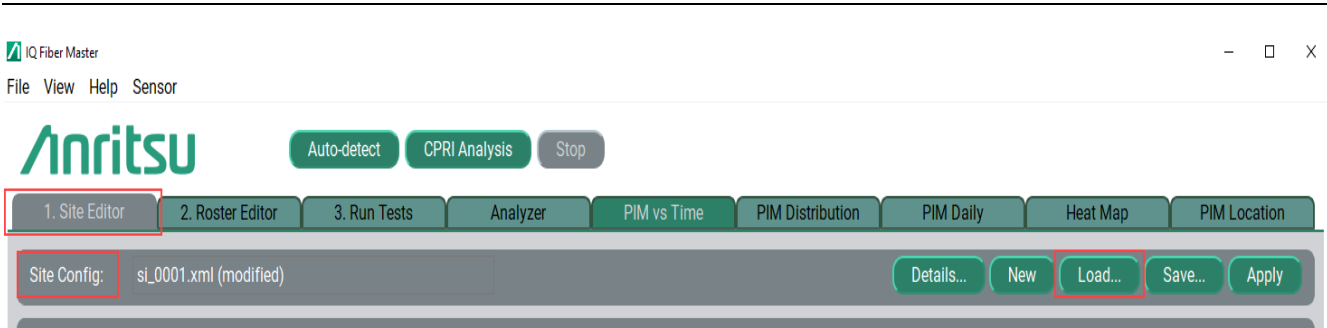 IQ Fiber Master
File View Help Sensor
Anritsu Auto-detect CPRI Analysis Stop
1. Site Editor 2. Roster Editor 3. Run Tests Analyzer PIM vs Time PIM Distribution PIM Daily Heat Map PIM Location
Site Config: si_0001.xml (modified) Details... New Load... Save... Apply